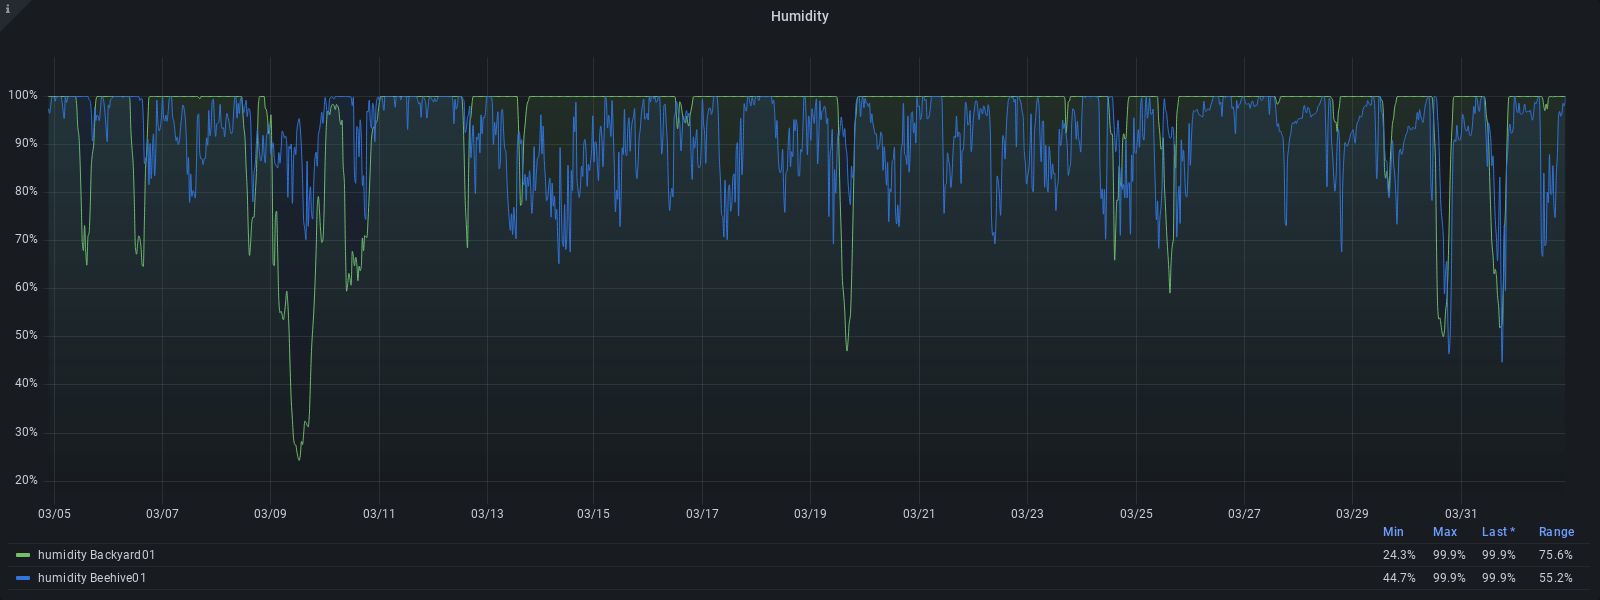 i
Humidity
100%
90%
80%
70%
60%
50%
40%
30%
20%
03/05 03/07 03/09 03/11 03/13 03/15 03/17 03/19 03/21 03/23 03/25 03/27 03/29 03/31
Min Max Last * Range
humidity Backyard01 24.3% 99.9% 99.9% 75.6%
humidity Beehive01 44.7% 99.9% 99.9% 55.2%